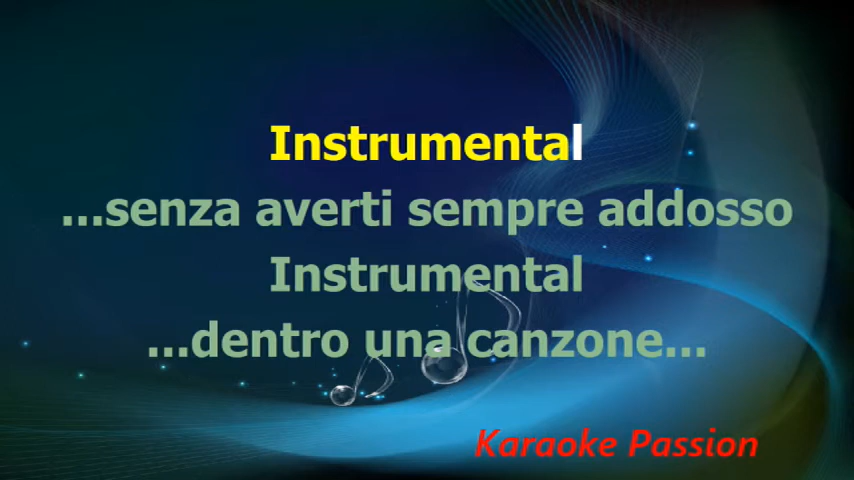 Instrumental
...senza averti sempre addosso
Instrumental
...dentro una canzone...
Karaoke Passion